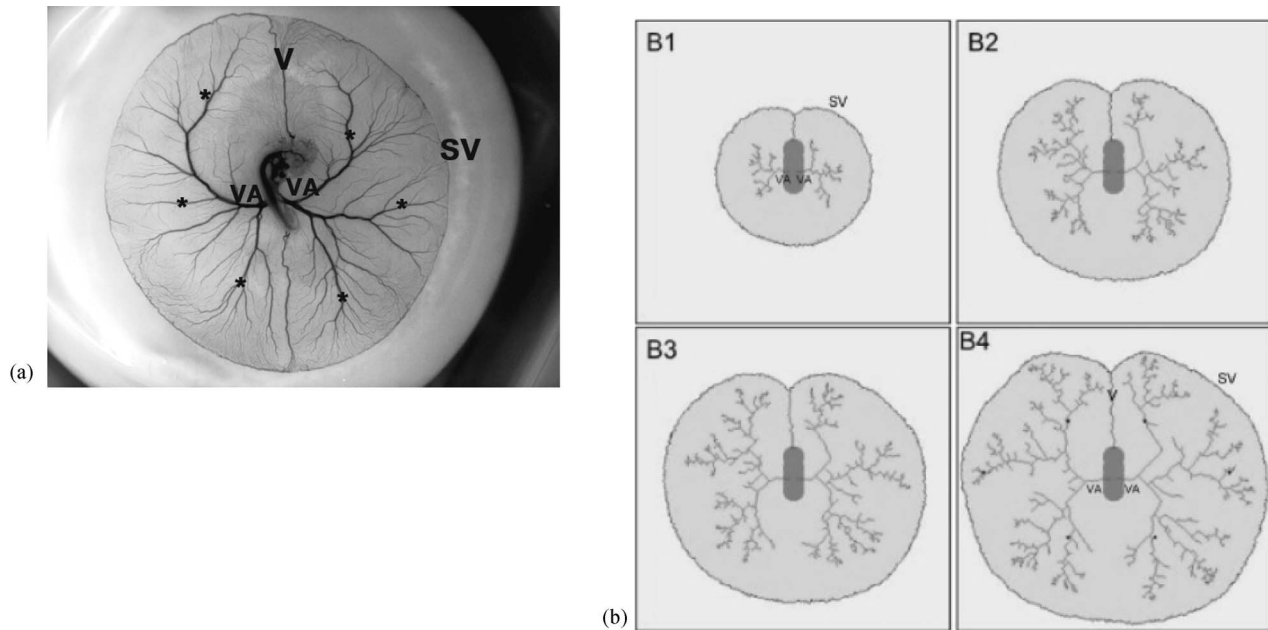 V
SV
VA VA
* * * * * *
(a)
B1
SV
VA VA
B2
B3
B4
SV
V
VA VA
(b)